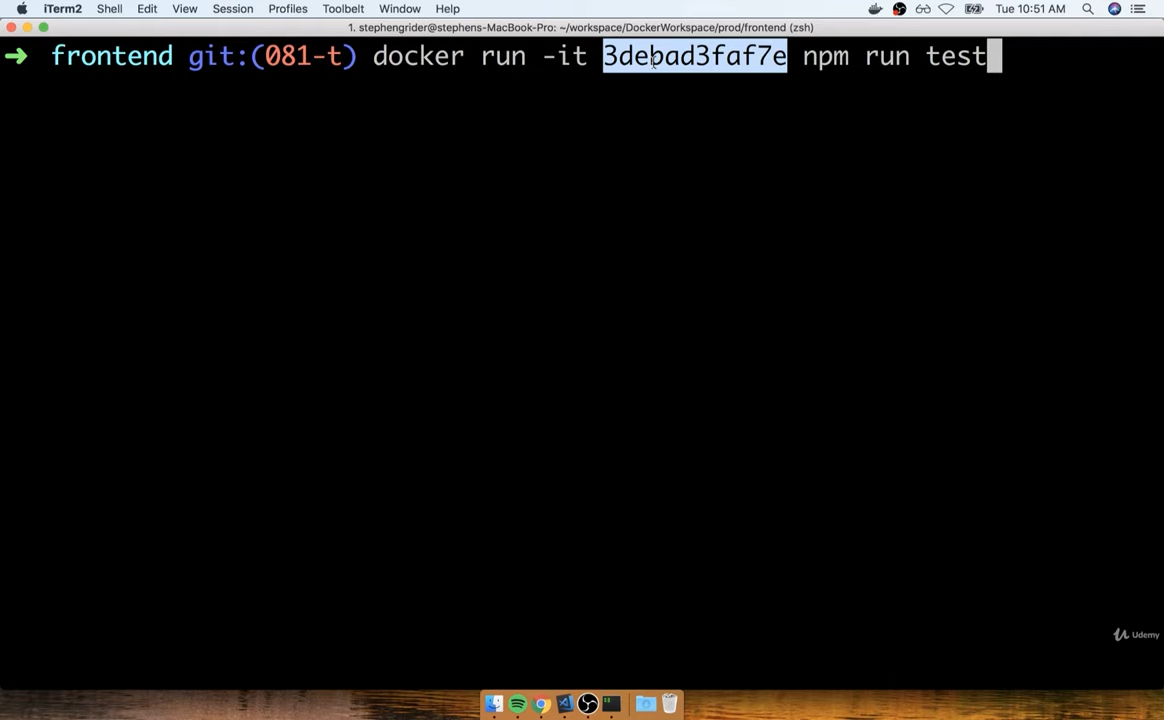 iTerm2 Shell Edit View Session Profiles Toolbelt Window Help Tue 10:51 AM
1. stephengrider@stephens-MacBook-Pro: ~/workspace/DockerWorkspace/prod/frontend (zsh)
➜ frontend git:(081-t) docker run -it 3debad3faf7e npm run test
Udemy